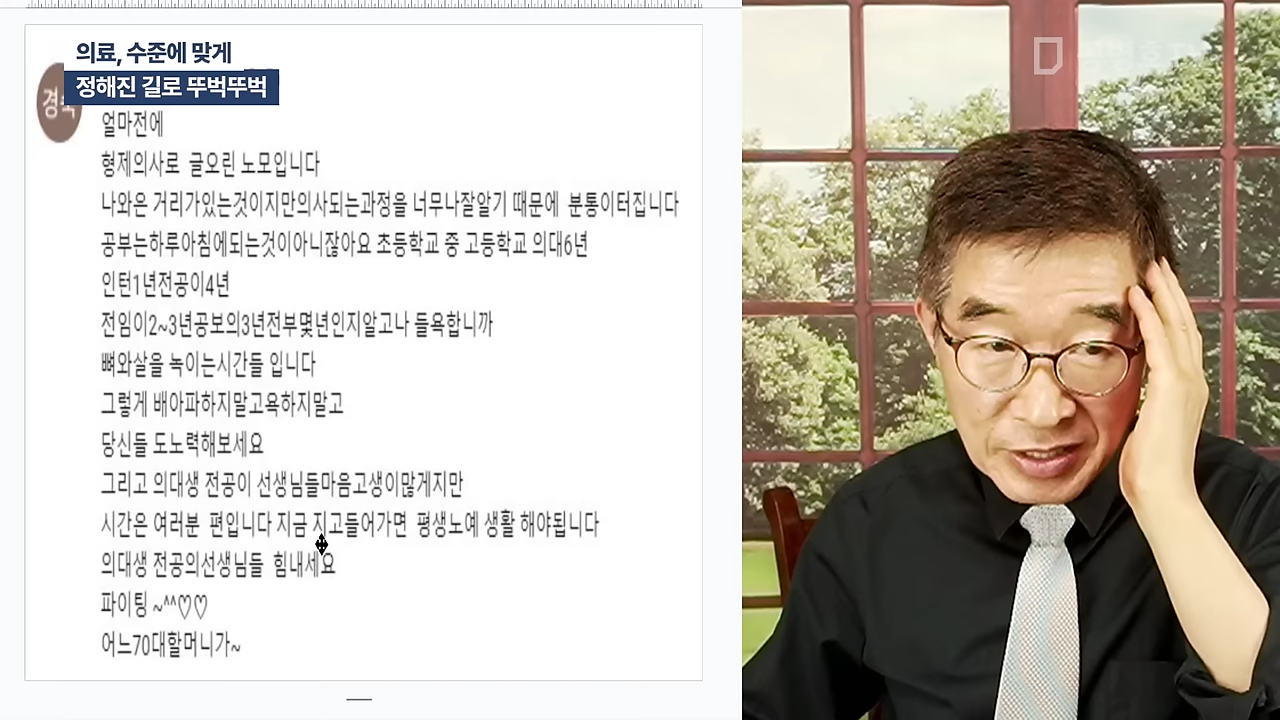 의료, 수준에 맞게
정해진 길로 뚜벅뚜벅
얼마전에
형제의사로 글오린 노모입니다
나와은 거리가있는것이지만의사되는과정을 너무나잘알기 때문에 분통이터집니다
공부는하루아침에되는것이아니잖아요 초등학교 중 고등학교 의대6년
인턴1년전공이4년
전임이2~3년공보의3년전부몇년인지알고나 들욕합니까
뼈와살을 녹이는시간들 입니다
그렇게 배아파하지말고욕하지말고
당신들 도노력해보세요
그리고 의대생 전공이 선생님들마음고생이많게지만
시간은 여러분 편입니다 지금 지고들어가면 평생노예 생활 해야됩니다
의대생 전공의선생님들 힘내세요
파이팅 ~^^♡♡
어느70대할머니가~